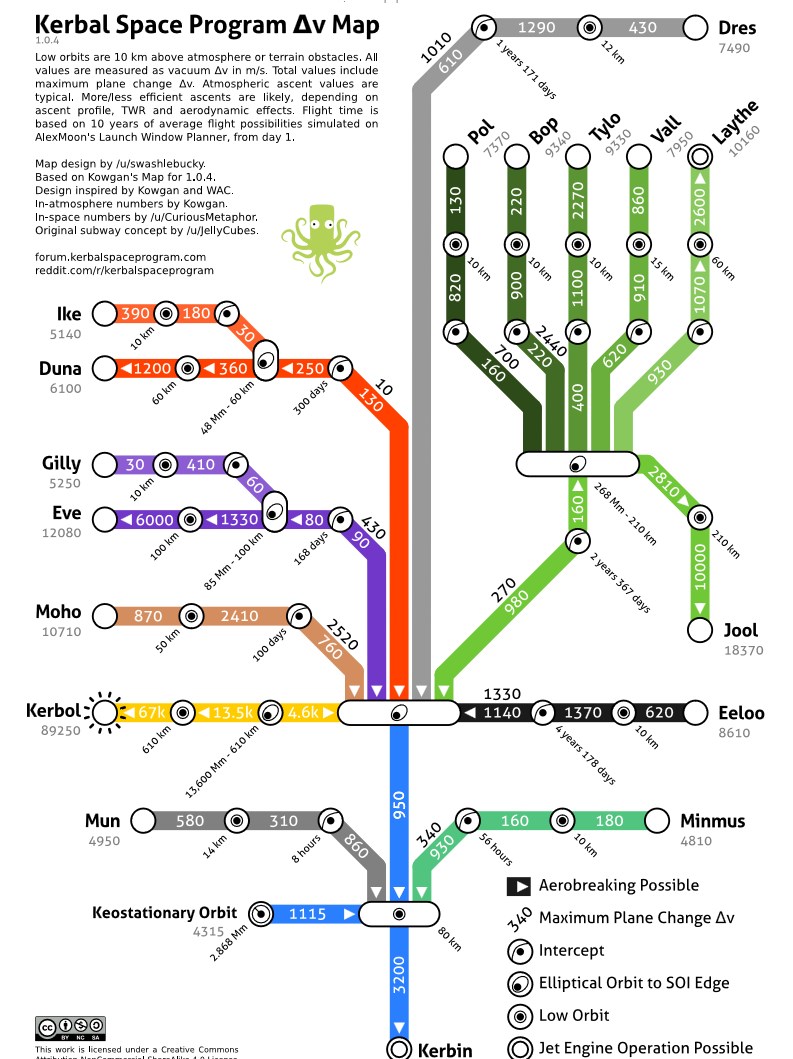 Kerbal Space Program Δv Map
1.0.4
Low orbits are 10 km above atmosphere or terrain obstacles. All
values are measured as vacuum Δv in m/s. Total values include
maximum plane change Δv. Atmospheric ascent values are
typical. More/less efficient ascents are likely, depending on
ascent profile, TWR and aerodynamic effects. Flight time is
based on 10 years of average flight possibilities simulated on
AlexMoon's Launch Window Planner, from day 1.
Map design by /u/swashlebucky.
Based on Kowgan's Map for 1.0.4.
Design inspired by Kowgan and WAC.
In-atmosphere numbers by Kowgan.
In-space numbers by /u/CuriousMetaphor.
Original subway concept by /u/JellyCubes.
forum.kerbalspaceprogram.com
reddit.com/r/kerbalspaceprogram
1010
610
1290
430
Dres
7490
1 years 171 days
12 km
Pol
7370
Bop
9340
Tylo
9330
Vall
7950
Laythe
10160
130
220
2270
860
2600
10 km
10 km
10 km
15 km
60 km
820
900
1100
910
1070
700
160
2440
220
400
620
930
268 Mm - 210 km
2810
210 km
10000
Jool
18370
160
2 years 367 days
270
980
Ike
5140
390
180
30
10 km
Duna
6100
1200
360
250
60 km
48 Mm - 60 km
300 days
10
130
Gilly
5250
30
410
60
10 km
Eve
12080
6000
1330
80
100 km
85 Mm - 100 km
168 days
430
90
Moho
10710
870
2410
50 km
100 days
2520
760
Kerbol
89250
67k
13.5k
4.6k
610 km
13,600 Mm - 610 km
1330
1140
1370
620
Eeloo
8610
4 years 178 days
10 km
950
Mun
4950
580
310
860
14 km
8 hours
340
930
160
180
Minmus
4810
56 hours
10 km
Keostationary Orbit
4315
2.868 Mm
1115
80 km
3200
Kerbin
Aerobreaking Possible
340
Maximum Plane Change Δv
Intercept
Elliptical Orbit to SOI Edge
Low Orbit
Jet Engine Operation Possible
cc
BY NC SA
This work is licensed under a Creative Commons